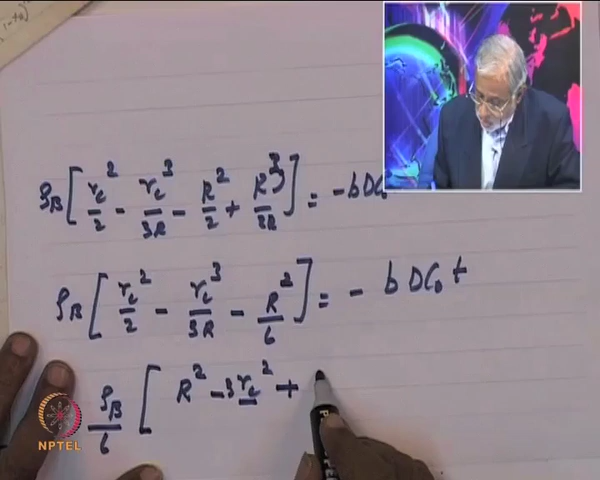 ρB [ rc²/2 - rc³/3R - R²/2 + R³/3R ] = - bDC
ρB [ rc²/2 - rc³/3R - R²/6 ] = - bDC₀ t
ρB/6 [ R² - 3rc² +
NPTEL